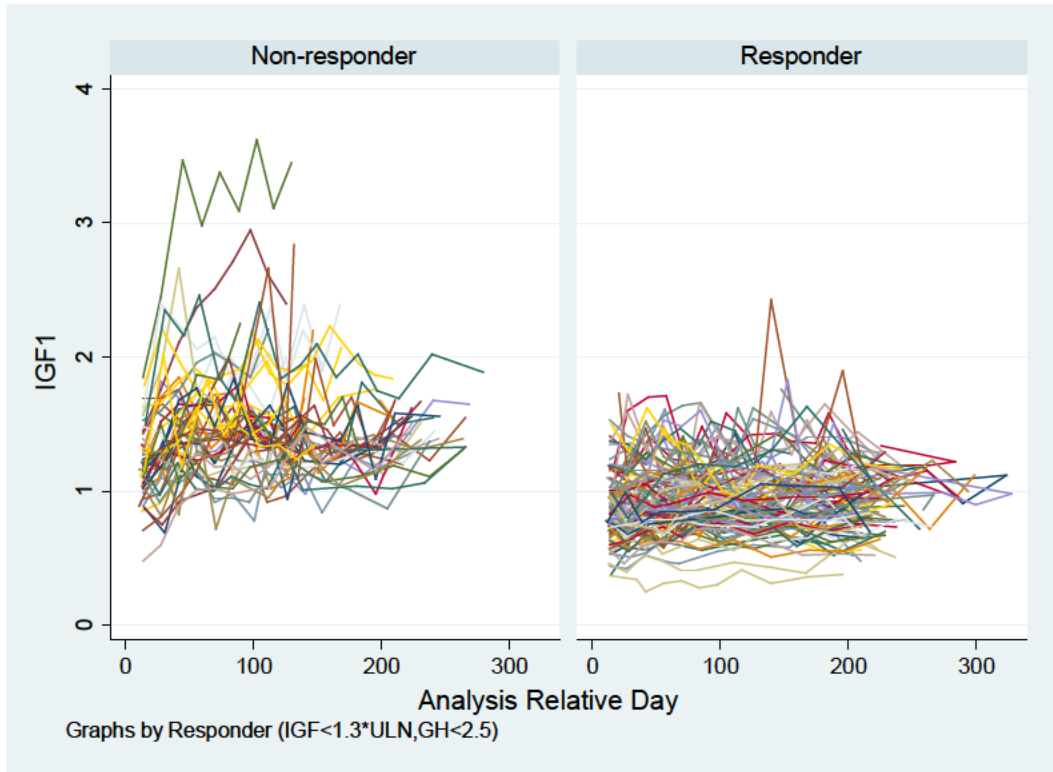 Non-responder
Responder
IGF1
4
3
2
1
0
0 100 200 300
0 100 200 300
Analysis Relative Day
Graphs by Responder (IGF<1.3*ULN,GH<2.5)